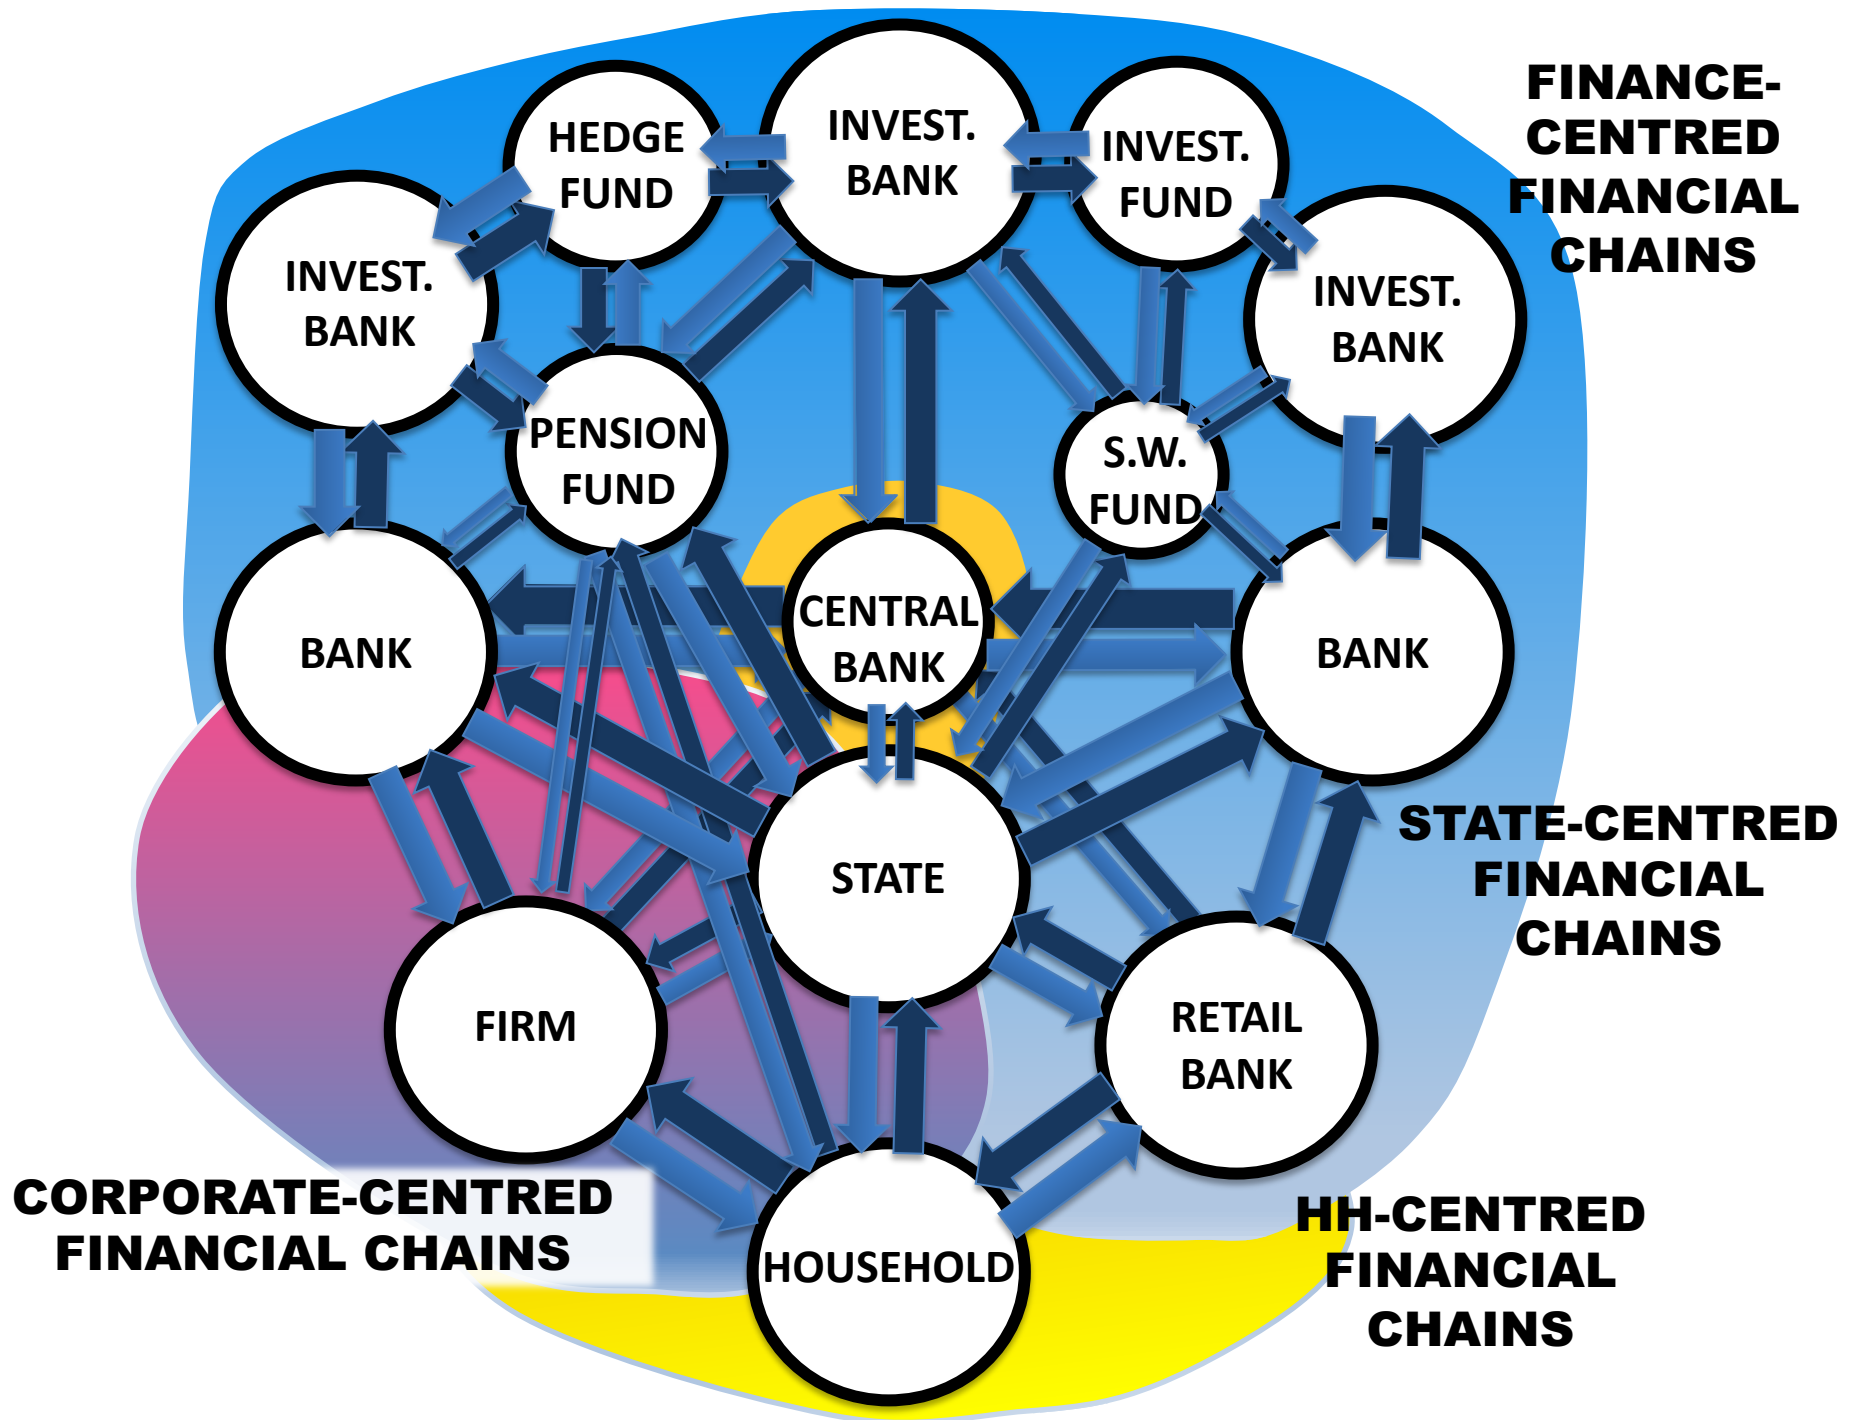 FINANCE-
CENTRED
FINANCIAL
CHAINS
HEDGE
FUND
INVEST.
BANK
INVEST.
FUND
INVEST.
BANK
INVEST.
BANK
PENSION
FUND
S.W.
FUND
BANK
CENTRAL
BANK
BANK
STATE
STATE-CENTRED
FINANCIAL
CHAINS
FIRM
RETAIL
BANK
CORPORATE-CENTRED
FINANCIAL CHAINS
HOUSEHOLD
HH-CENTRED
FINANCIAL
CHAINS